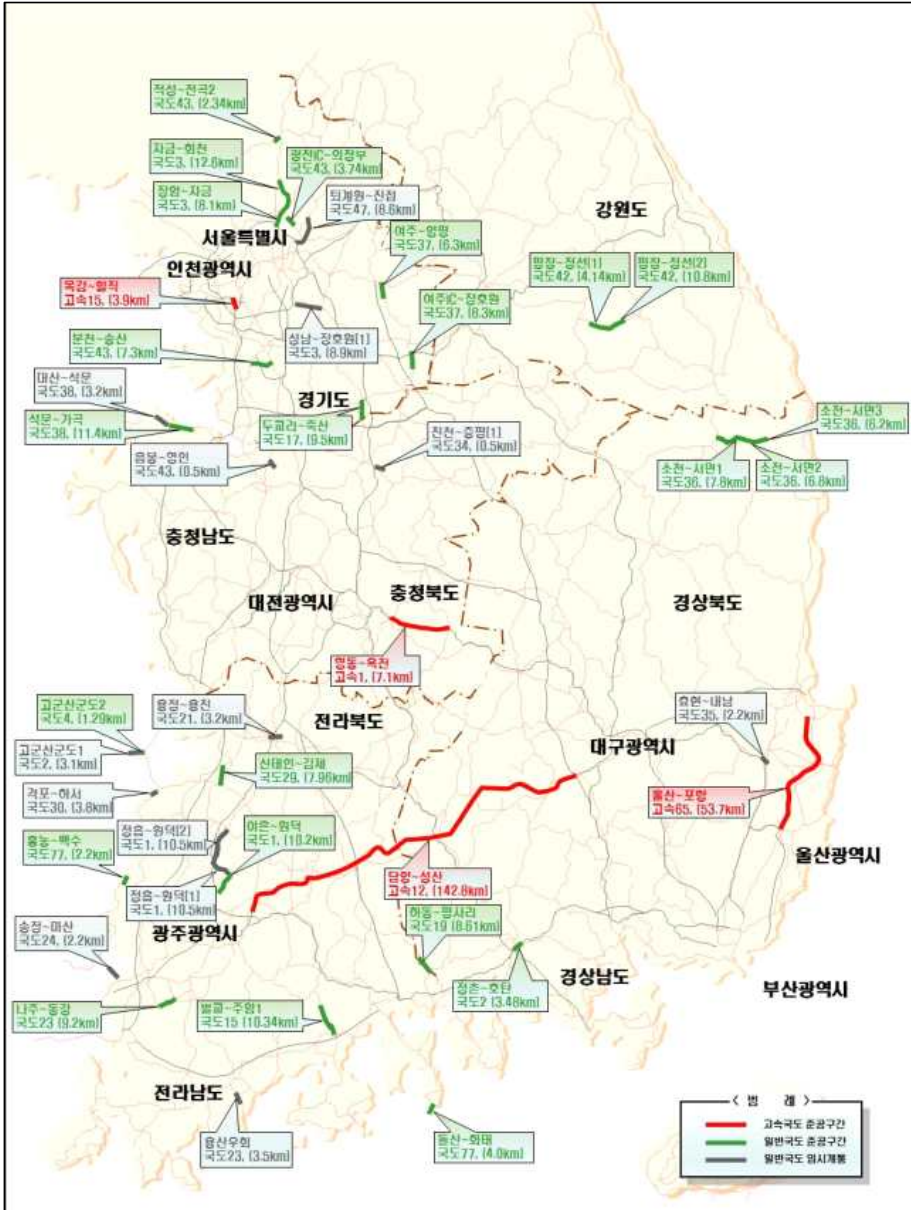 적성~전곡2
국도43, (2.34km)
자금~회천
국도3, (12.6km)
국도43, (3.74km)
장암~자금
국도3, (8.1km)
퇴계원~진접
국도47, (8.6km)
강원도
서울특별시
여주~양평
국도37, (6.3km)
인천광역시
평창~정선(1)
국도42, (4.14km)
평창~정선(2)
국도42, (10.8km)
목감~일직
고속15, (3.9km)
여주IC~장호원
국도37, (8.3km)
분천~송산
국도43, (7.3km)
성남~장호원[1]
국도3, (8.9km)
대산~석문
국도38, (3.2km)
경기도
석문~가곡
국도38, (11.4km)
두교리~죽산
국도17, (9.5km)
진천~증평[1]
국도34, (0.5km)
소천~서면3
국도36, (6.2km)
음봉~영인
국도43, (0.5km)
소천~서면1
국도36, (7.8km)
소천~서면2
국도36, (6.8km)
충청남도
대전광역시
충청북도
경상북도
영동~옥천
고속1, (7.1km)
고군산군도2
국도4, (1.29km)
용정~용진
국도21, (3.2km)
전라북도
효현~내남
국도35, (2.2km)
고군산군도1
국도2, (3.1km)
대구광역시
신태인~김제
국도29, (7.96km)
격포~하서
국도30, (3.8km)
울산~포항
고속65, (53.7km)
정읍~원덕[2]
국도1, (10.5km)
야은~원덕
국도1, (10.2km)
홍농~백수
국도77, (2.2km)
울산광역시
정읍~원덕[1]
국도1, (10.5km)
담양~성산
고속12, (142.8km)
광주광역시
하동~평사리
국도19 (8.61km)
송정~마산
국도24, (2.2km)
경상남도
정촌~호탄
국도2 (3.48km)
부산광역시
나주~동강
국도23 (9.2km)
벌교~주암1
국도15 (10.34km)
전라남도
용산우회
국도23, (3.5km)
돌산~화태
국도77, (4.0km)
< 범 례 >
고속국도 준공구간
일반국도 준공구간
일반국도 임시개통